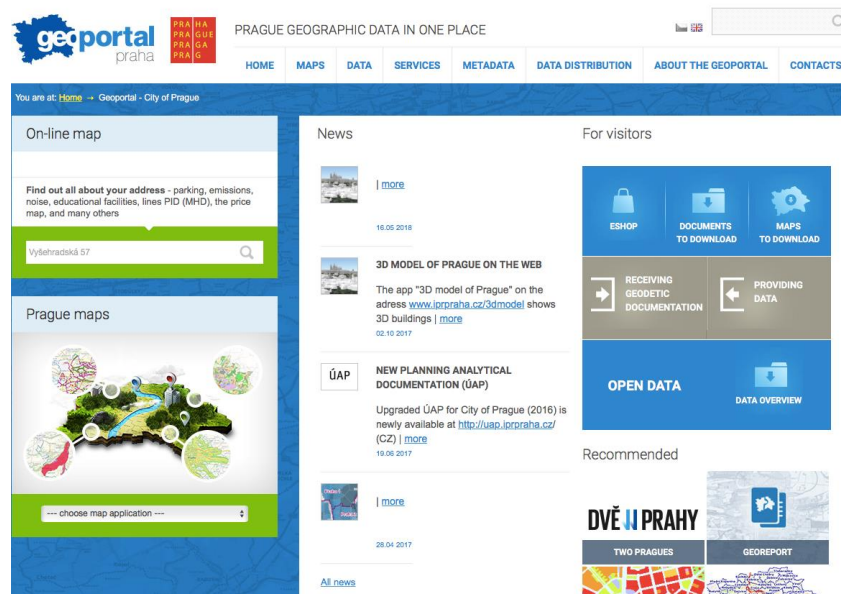 geoportal
praha
PRA HA
PRA GUE
PRA GA
PRA G
PRAGUE GEOGRAPHIC DATA IN ONE PLACE
HOME MAPS DATA SERVICES METADATA DATA DISTRIBUTION ABOUT THE GEOPORTAL CONTACTS
You are at: Home → Geoportal - City of Prague
On-line map
Find out all about your address - parking, emissions,
noise, educational facilities, lines PID (MHD), the price
map, and many others
Vyšehradská 57
Prague maps
--- choose map application ---
News
| more
16.05 2018
3D MODEL OF PRAGUE ON THE WEB
The app "3D model of Prague" on the
adress www.iprpraha.cz/3dmodel shows
3D buildings | more
02.10 2017
ÚAP
NEW PLANNING ANALYTICAL
DOCUMENTATION (ÚAP)
Upgraded ÚAP for City of Prague (2016) is
newly available at http://uap.iprpraha.cz/
(CZ) | more
19.06 2017
| more
28.04 2017
All news
For visitors
ESHOP
DOCUMENTS
TO DOWNLOAD
MAPS
TO DOWNLOAD
RECEIVING
GEODETIC
DOCUMENTATION
PROVIDING
DATA
OPEN DATA
DATA OVERVIEW
Recommended
DVĚ PRAHY
TWO PRAGUES
GEOREPORT